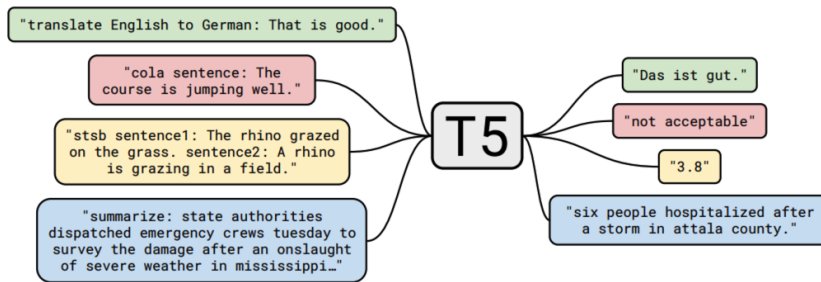 "translate English to German: That is good."
"cola sentence: The
course is jumping well."
"stsb sentence1: The rhino grazed
on the grass. sentence2: A rhino
is grazing in a field."
"summarize: state authorities
dispatched emergency crews tuesday to
survey the damage after an onslaught
of severe weather in mississippi…"
T5
"Das ist gut."
"not acceptable"
"3.8"
"six people hospitalized after
a storm in attala county."